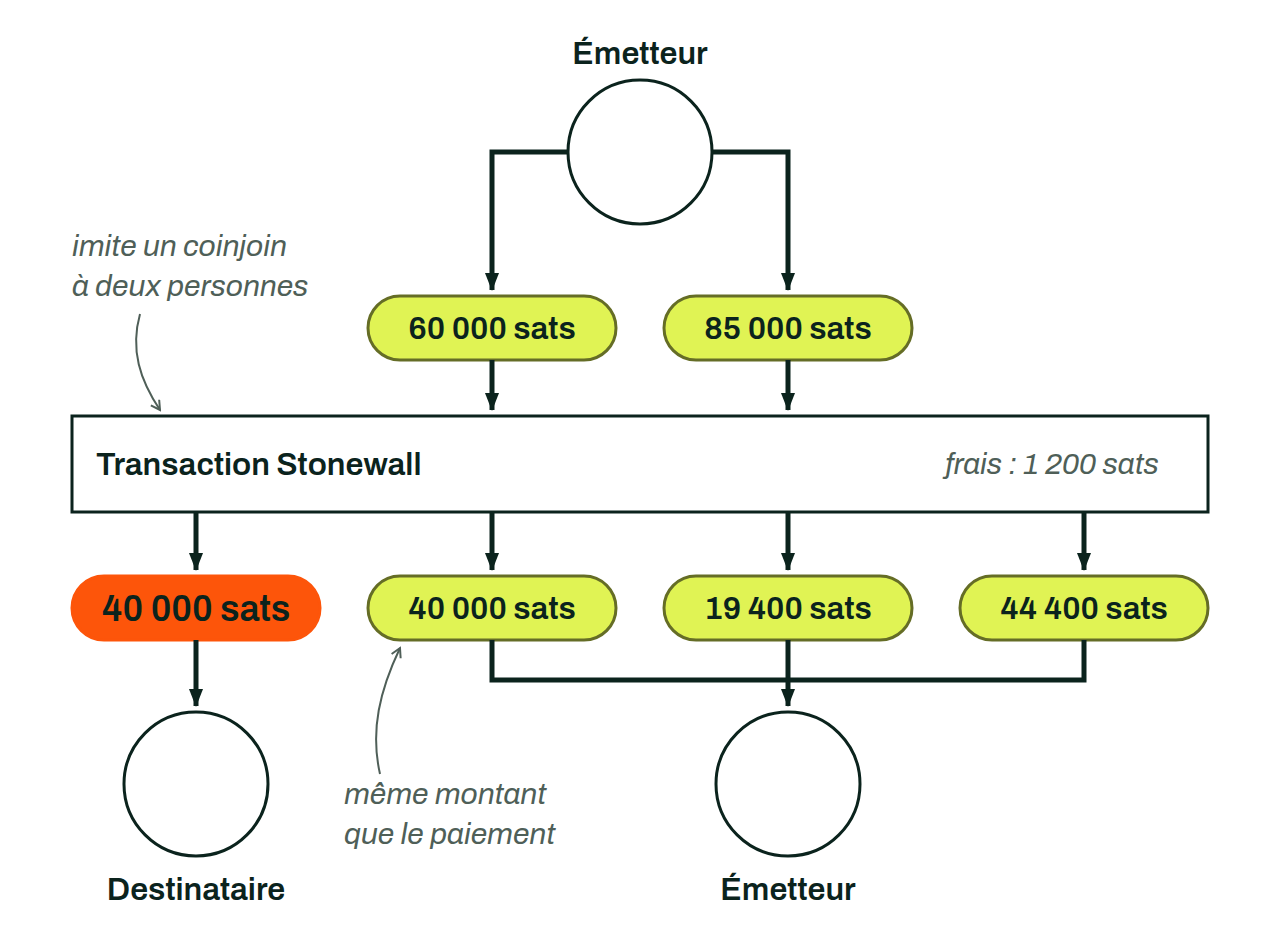 Émetteur
imite un coinjoin
à deux personnes
60 000 sats
85 000 sats
Transaction Stonewall
frais : 1 200 sats
40 000 sats
40 000 sats
19 400 sats
44 400 sats
même montant
que le paiement
Destinataire
Émetteur